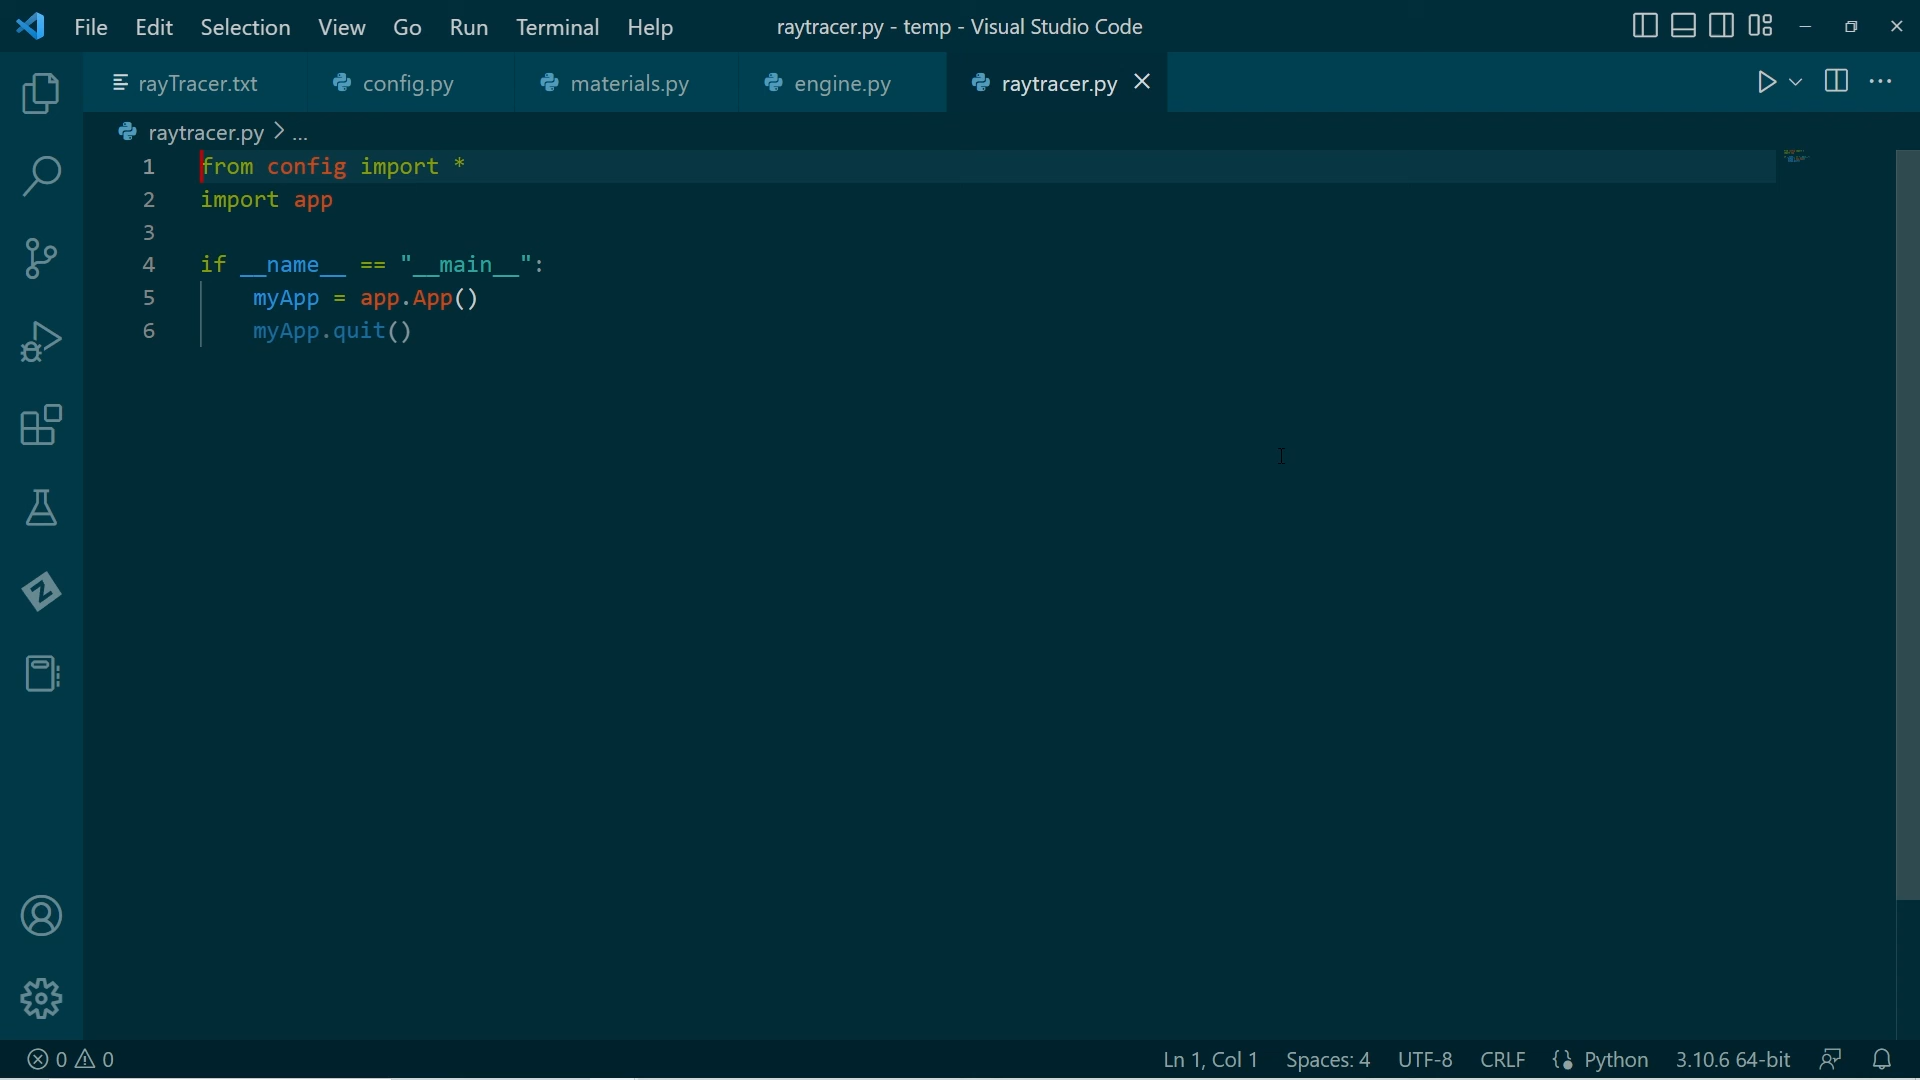 File Edit Selection View Go Run Terminal Help raytracer.py - temp - Visual Studio Code
rayTracer.txt config.py materials.py engine.py raytracer.py
raytracer.py > ...
1 from config import *
2 import app
3
4 if __name__ == "__main__":
5 myApp = app.App()
6 myApp.quit()
0 0 Ln 1, Col 1 Spaces: 4 UTF-8 CRLF {} Python 3.10.6 64-bit